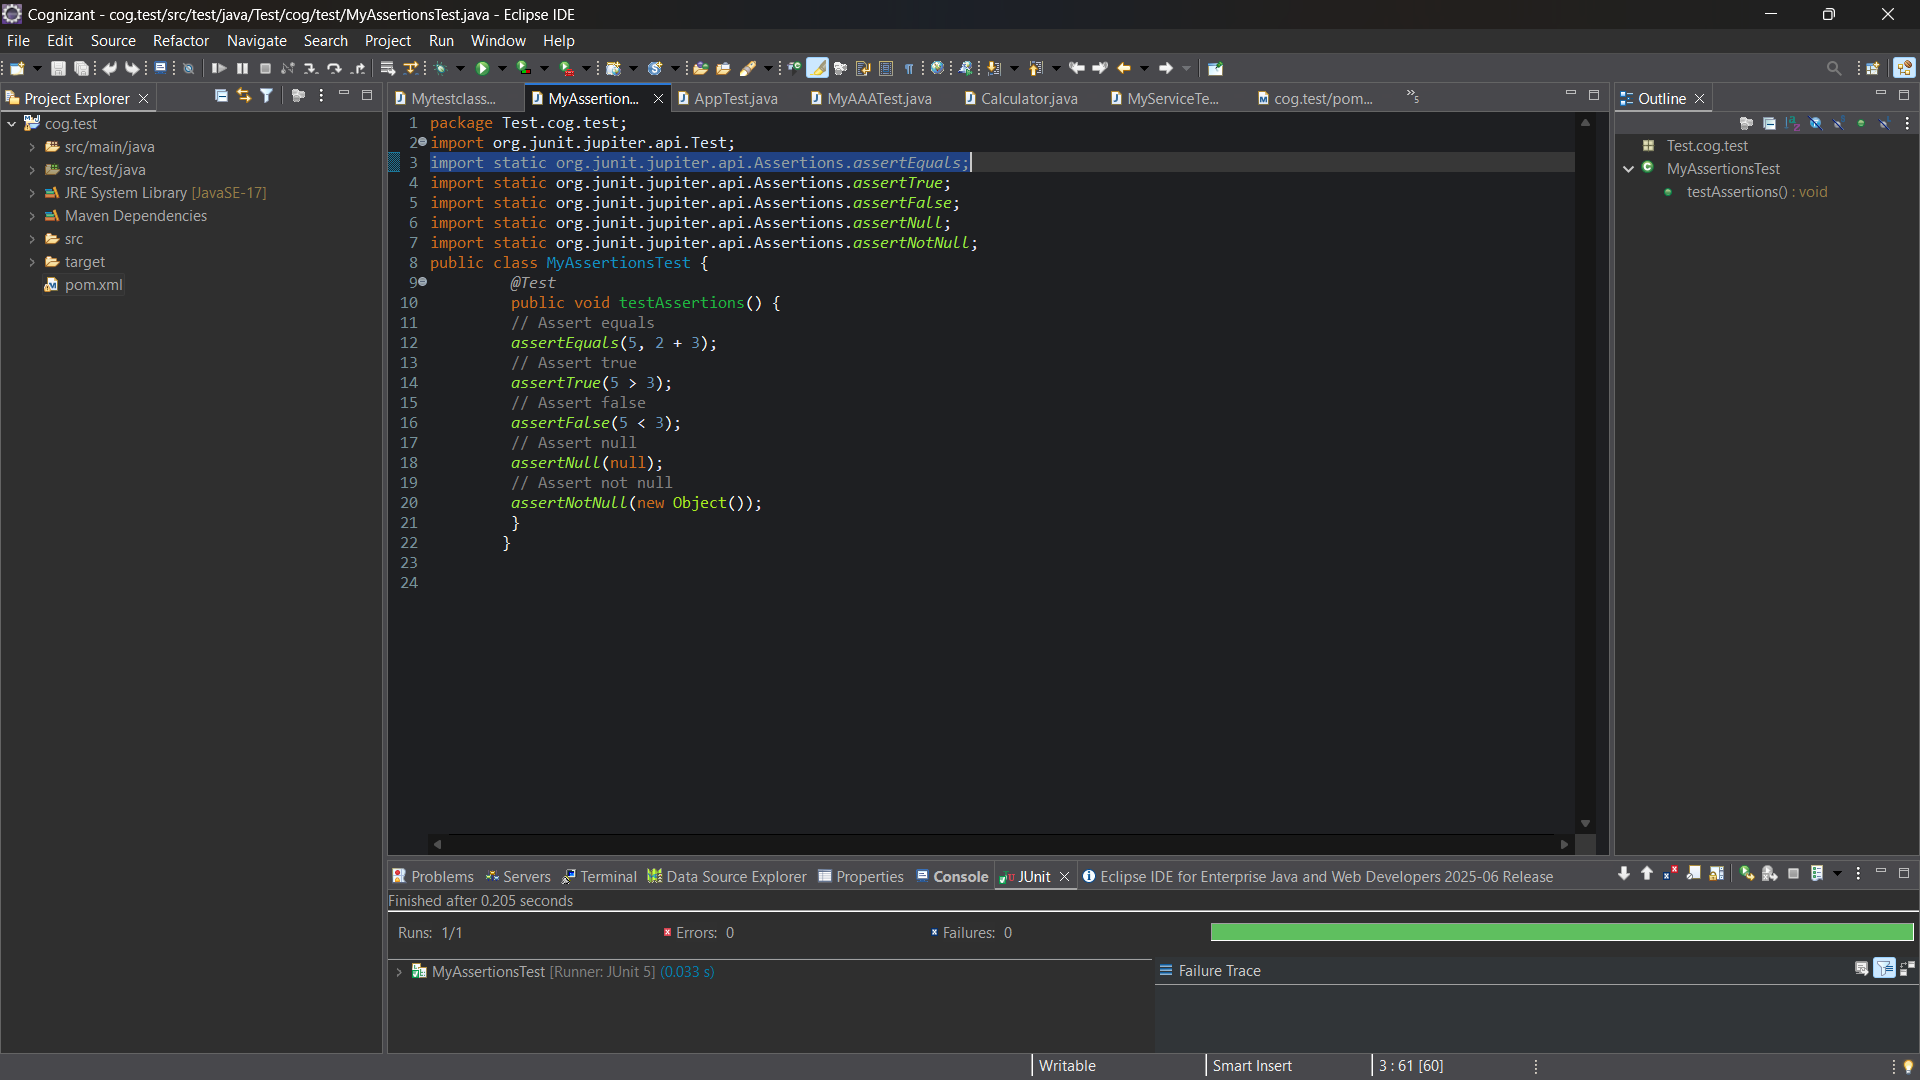 Cognizant - cog.test/src/test/java/Test/cog/test/MyAssertionsTest.java - Eclipse IDE
File Edit Source Refactor Navigate Search Project Run Window Help
Project Explorer
cog.test
src/main/java
src/test/java
JRE System Library [JavaSE-17]
Maven Dependencies
src
target
pom.xml
Mytestclass... MyAssertion... AppTest.java MyAAATest.java Calculator.java MyServiceTe... cog.test/pom... »5
1 package Test.cog.test;
2 import org.junit.jupiter.api.Test;
3 import static org.junit.jupiter.api.Assertions.assertEquals;
4 import static org.junit.jupiter.api.Assertions.assertTrue;
5 import static org.junit.jupiter.api.Assertions.assertFalse;
6 import static org.junit.jupiter.api.Assertions.assertNull;
7 import static org.junit.jupiter.api.Assertions.assertNotNull;
8 public class MyAssertionsTest {
9 @Test
10 public void testAssertions() {
11 // Assert equals
12 assertEquals(5, 2 + 3);
13 // Assert true
14 assertTrue(5 > 3);
15 // Assert false
16 assertFalse(5 < 3);
17 // Assert null
18 assertNull(null);
19 // Assert not null
20 assertNotNull(new Object());
21 }
22 }
23
24
Outline
Test.cog.test
MyAssertionsTest
testAssertions() : void
Problems Servers Terminal Data Source Explorer Properties Console JUnit Eclipse IDE for Enterprise Java and Web Developers 2025-06 Release
Finished after 0.205 seconds
Runs: 1/1 Errors: 0 Failures: 0
MyAssertionsTest [Runner: JUnit 5] (0.033 s)
Failure Trace
Writable Smart Insert 3 : 61 [60]